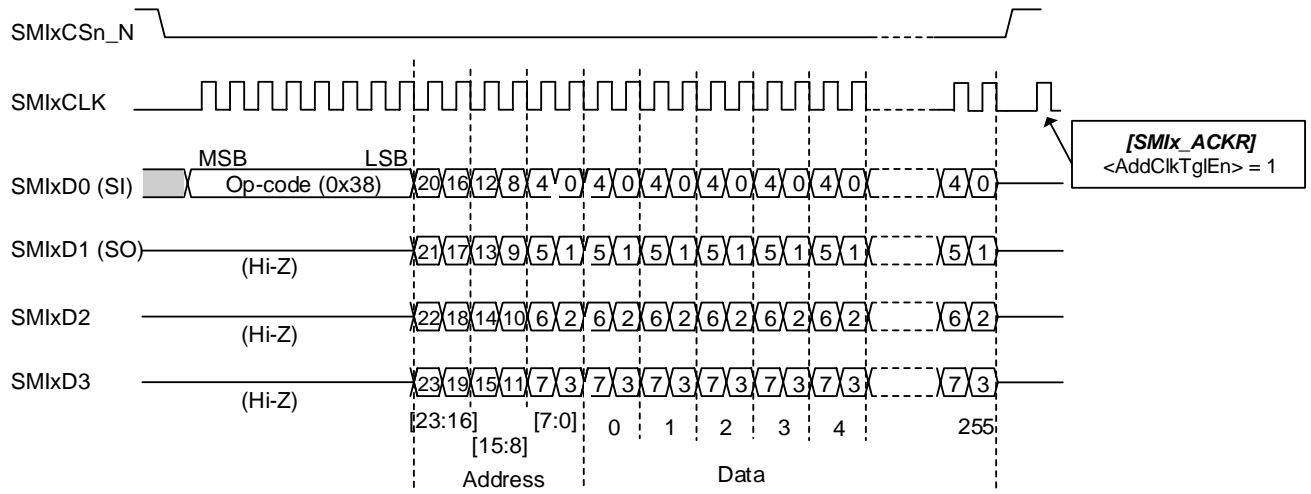 SMIxCSn_N
SMIxCLK
[SMIx_ACKR]
<AddClkTglEn> = 1
MSB LSB
SMIxD0 (SI) Op-code (0x38) 20 16 12 8 4 0 4 0 4 0 4 0 4 0 4 0 4 0
SMIxD1 (SO) (Hi-Z) 21 17 13 9 5 1 5 1 5 1 5 1 5 1 5 1 5 1
SMIxD2 (Hi-Z) 22 18 14 10 6 2 6 2 6 2 6 2 6 2 6 2 6 2
SMIxD3 (Hi-Z) 23 19 15 11 7 3 7 3 7 3 7 3 7 3 7 3 7 3
[23:16] [7:0] 0 1 2 3 4 255
[15:8]
Address Data